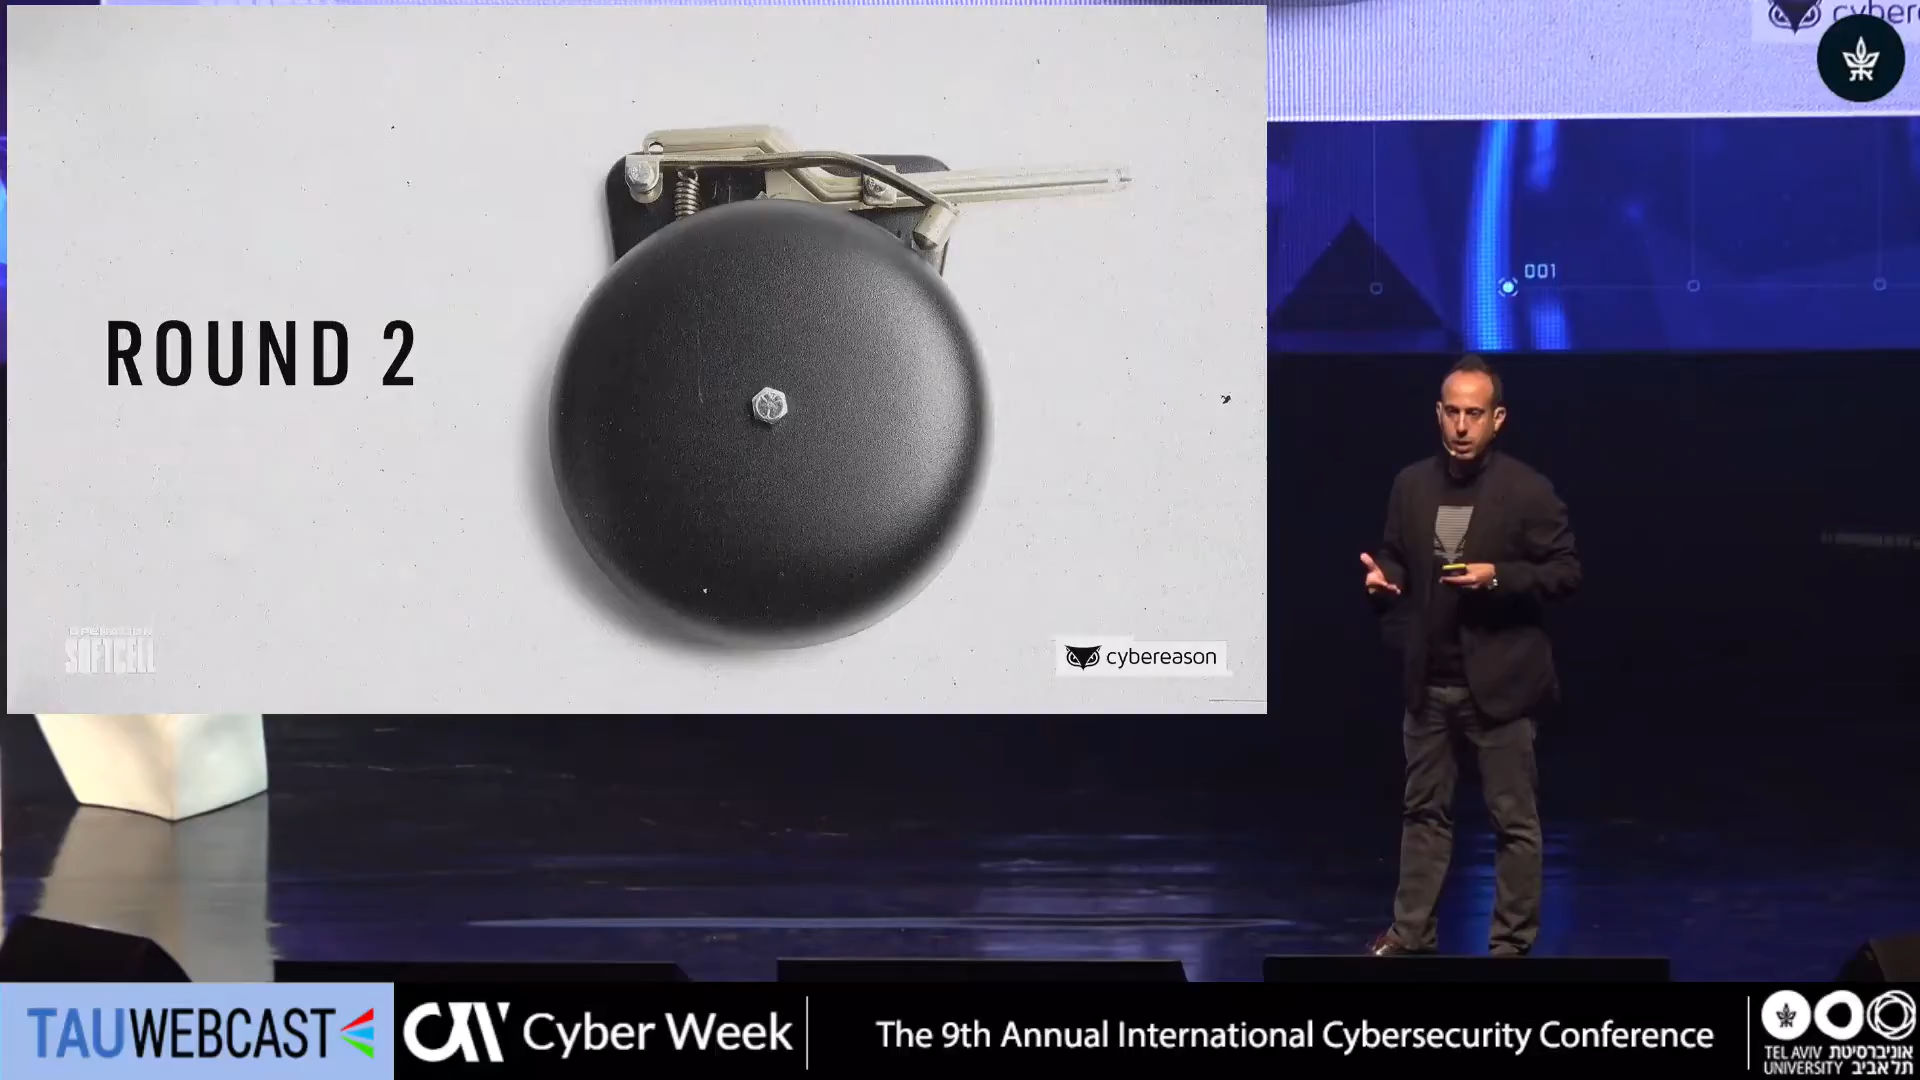 ROUND 2
OPERATION
SOFTCELL
cybereason
001
TAUWEBCAST
Cyber Week
The 9th Annual International Cybersecurity Conference
TEL AVIV אוניברסיטת
UNIVERSITY תל אביב